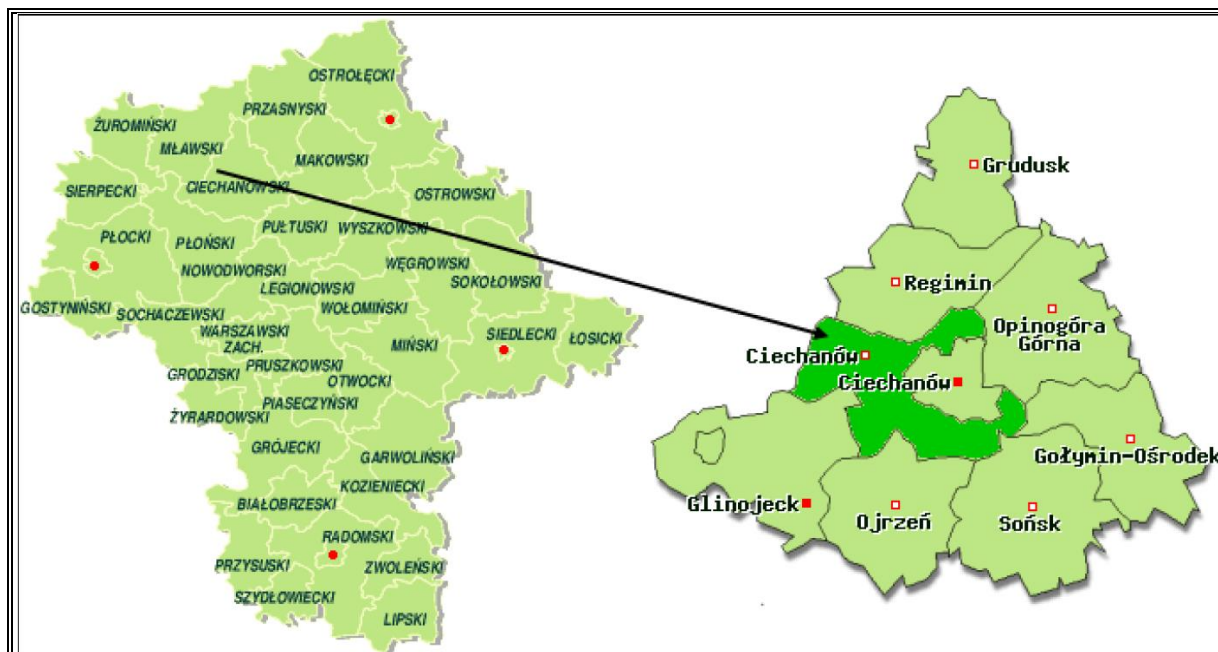 OSTROŁĘCKI
PRZASNYSKI
ŻUROMIŃSKI
MŁAWSKI
MAKOWSKI
CIECHANOWSKI
SIERPECKI
OSTROWSKI
PŁOCKI
PŁOŃSKI
PUŁTUSKI
WYSZKOWSKI
NOWODWORSKI
WĘGROWSKI
SOKOŁOWSKI
LEGIONOWSKI
GOSTYNIŃSKI
SOCHACZEWSKI
WOŁOMIŃSKI
WARSZAWSKI
ZACH.
MIŃSKI
SIEDLECKI
ŁOSICKI
PRUSZKOWSKI
GRODZISKI
OTWOCKI
PIASECZYŃSKI
ŻYRARDOWSKI
GRÓJECKI
GARWOLIŃSKI
KOZIENIECKI
BIAŁOBRZESKI
RADOMSKI
PRZYSUSKI
ZWOLEŃSKI
SZYDŁOWIECKI
LIPSKI
Grudusk
Regimin
Opinogóra
Górna
Ciechanów
Ciechanów
Gołymin-Ośrodek
Glinojeck
Ojrzeń
Sońsk